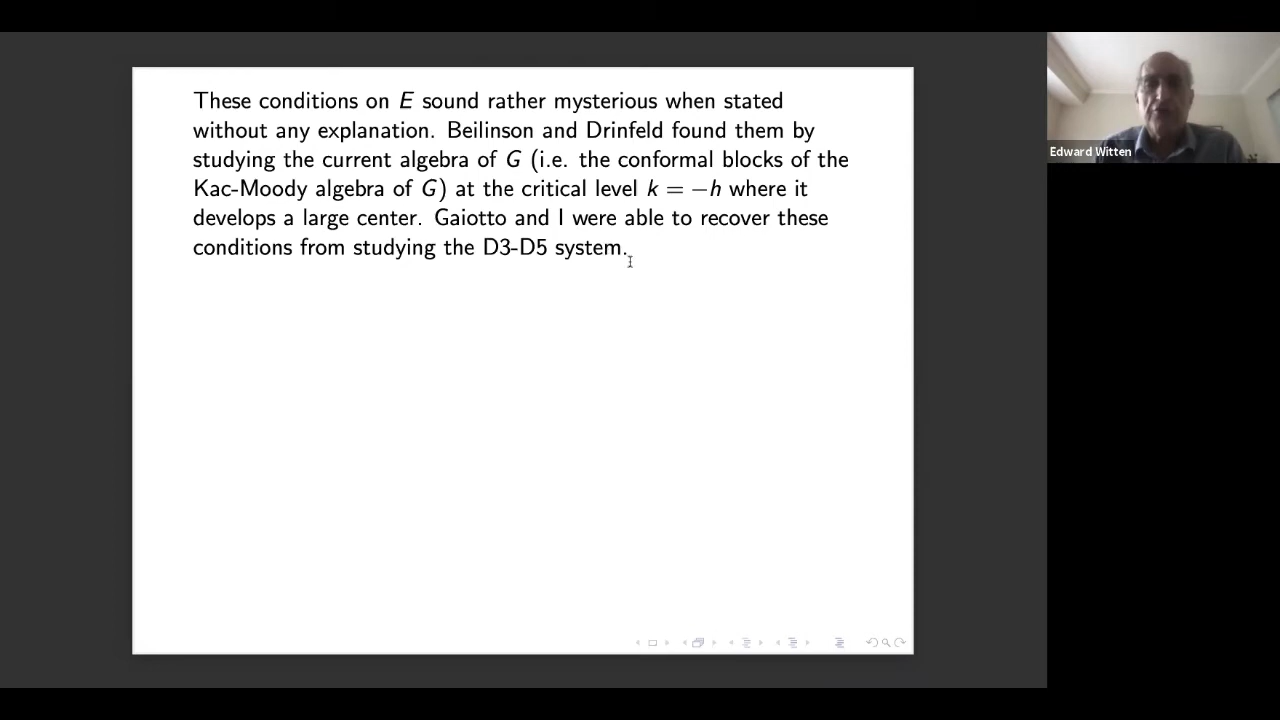 These conditions on E sound rather mysterious when stated
without any explanation. Beilinson and Drinfeld found them by
studying the current algebra of G (i.e. the conformal blocks of the
Kac-Moody algebra of G) at the critical level k = −h where it
develops a large center. Gaiotto and I were able to recover these
conditions from studying the D3-D5 system.
Edward Witten